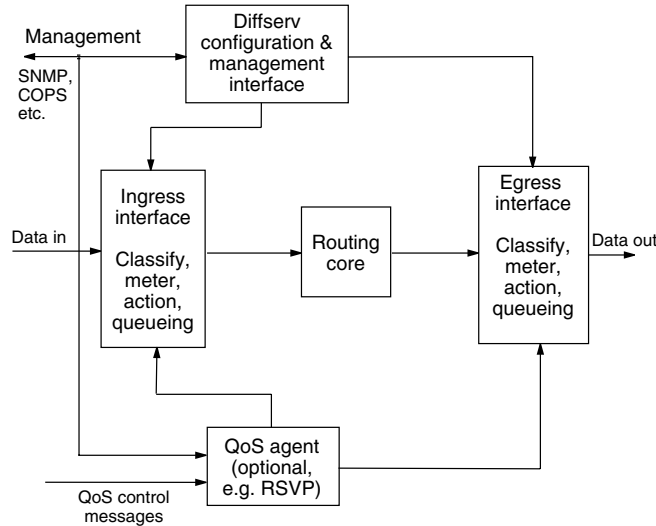 Diffserv
configuration &
management
interface
Management
SNMP,
COPS
etc.
Ingress
interface
Classify,
meter,
action,
queueing
Data in
Routing
core
Egress
interface
Classify,
meter,
action,
queueing
Data out
QoS agent
(optional,
e.g. RSVP)
QoS control
messages